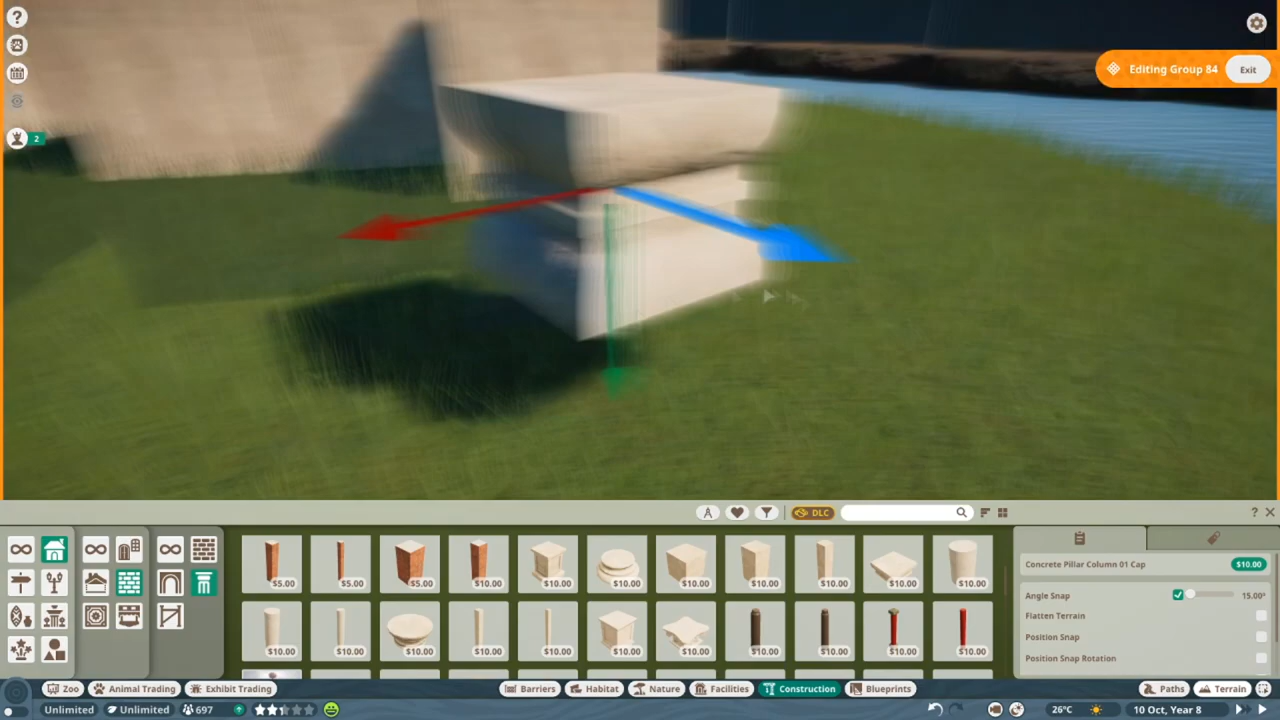 ?
Editing Group 84 Exit
2
DLC
? ×
$5.00 $5.00 $5.00 $10.00 $10.00 $10.00 $10.00 $10.00 $10.00 $10.00 $10.00
$10.00 $10.00 $10.00 $10.00 $10.00 $10.00 $10.00 $10.00 $10.00 $10.00 $10.00
Concrete Pillar Column 01 Cap $10.00
Angle Snap 15.00°
Flatten Terrain
Position Snap
Position Snap Rotation
Zoo Animal Trading Exhibit Trading Barriers Habitat Nature Facilities Construction Blueprints Paths Terrain
Unlimited Unlimited 697 26°C 10 Oct, Year 8